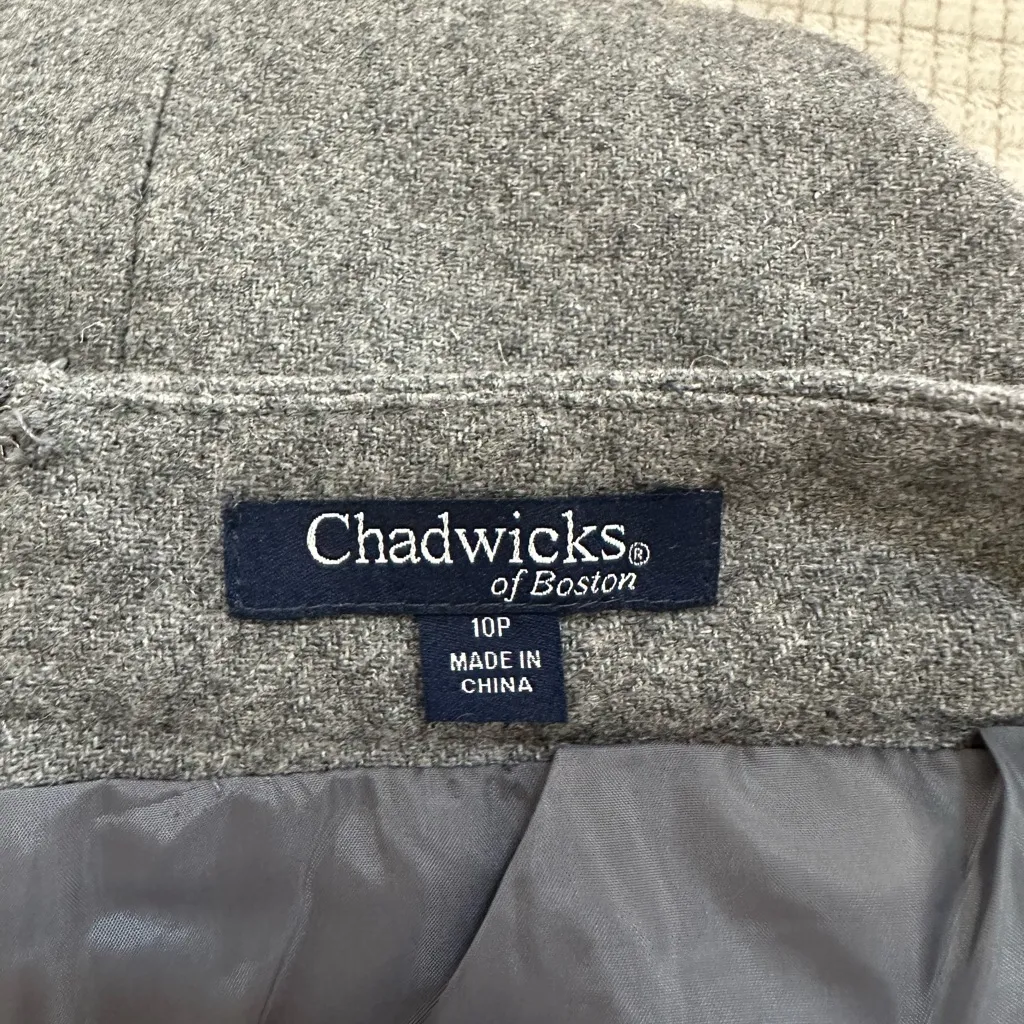 Chadwicks®
of Boston
10P
MADE IN
CHINA